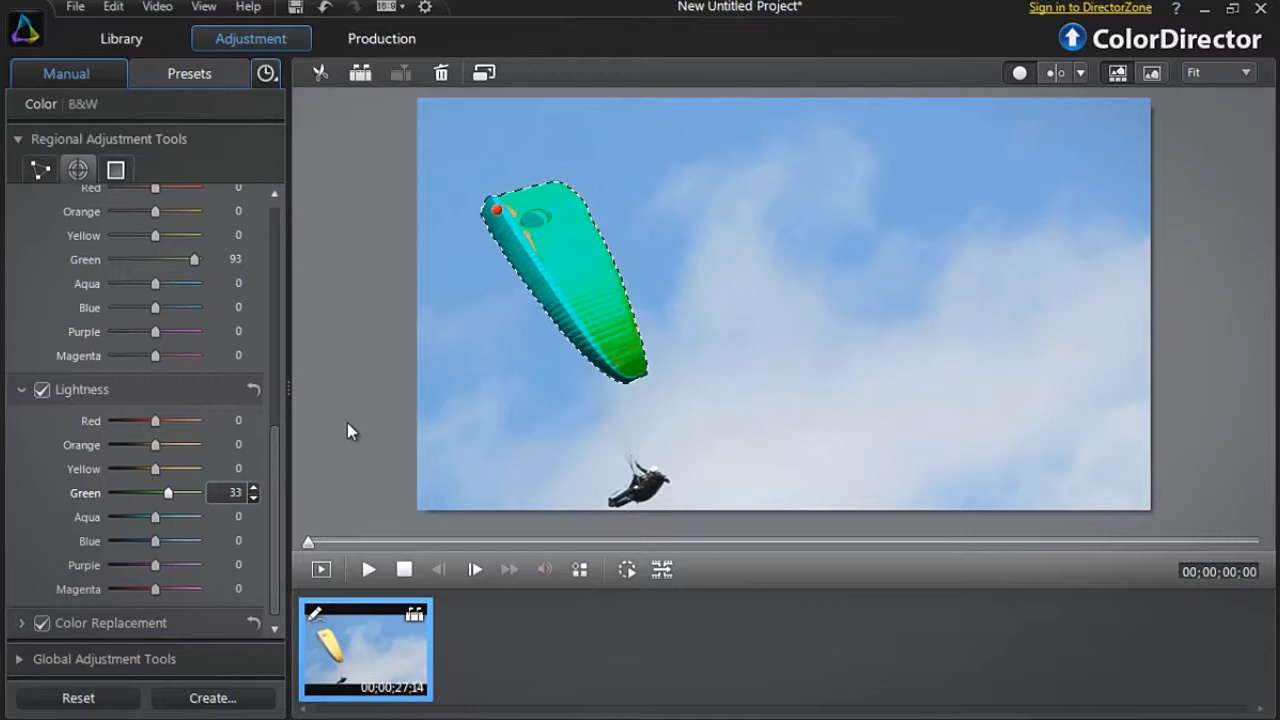 File Edit Video View Help 16:9 New Untitled Project* Sign in to DirectorZone ?
Library Adjustment Production ColorDirector
Manual Presets Fit
Color | B&W
Regional Adjustment Tools
Red 0
Orange 0
Yellow 0
Green 93
Aqua 0
Blue 0
Purple 0
Magenta 0
Lightness
Red 0
Orange 0
Yellow 0
Green 33
Aqua 0
Blue 0
Purple 0
Magenta 0
00;00;00;00
Color Replacement
Global Adjustment Tools
00;00;27;14
Reset Create...